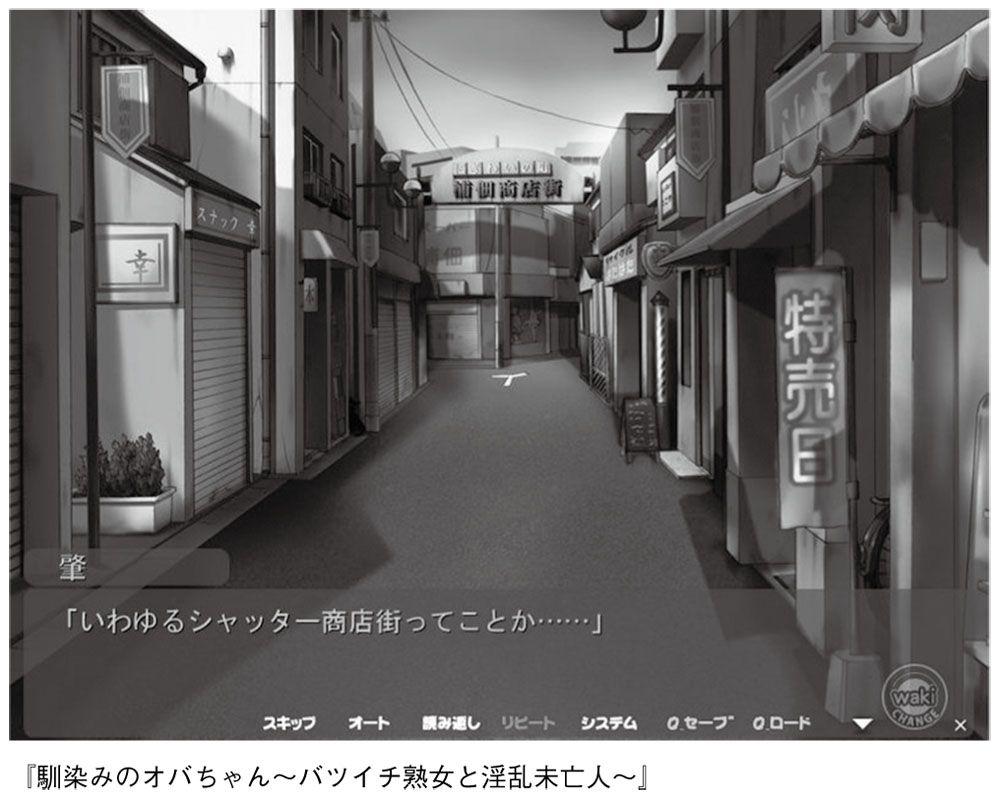 浦佃商店街
スナック 幸
幸
本
特売日
肇
「いわゆるシャッター商店街ってことか……」
waki
CHANGE
スキップ オート 読み返し リピート システム Q.セーブ Q.ロード
『馴染みのオバちゃん～バツイチ熟女と淫乱未亡人～』